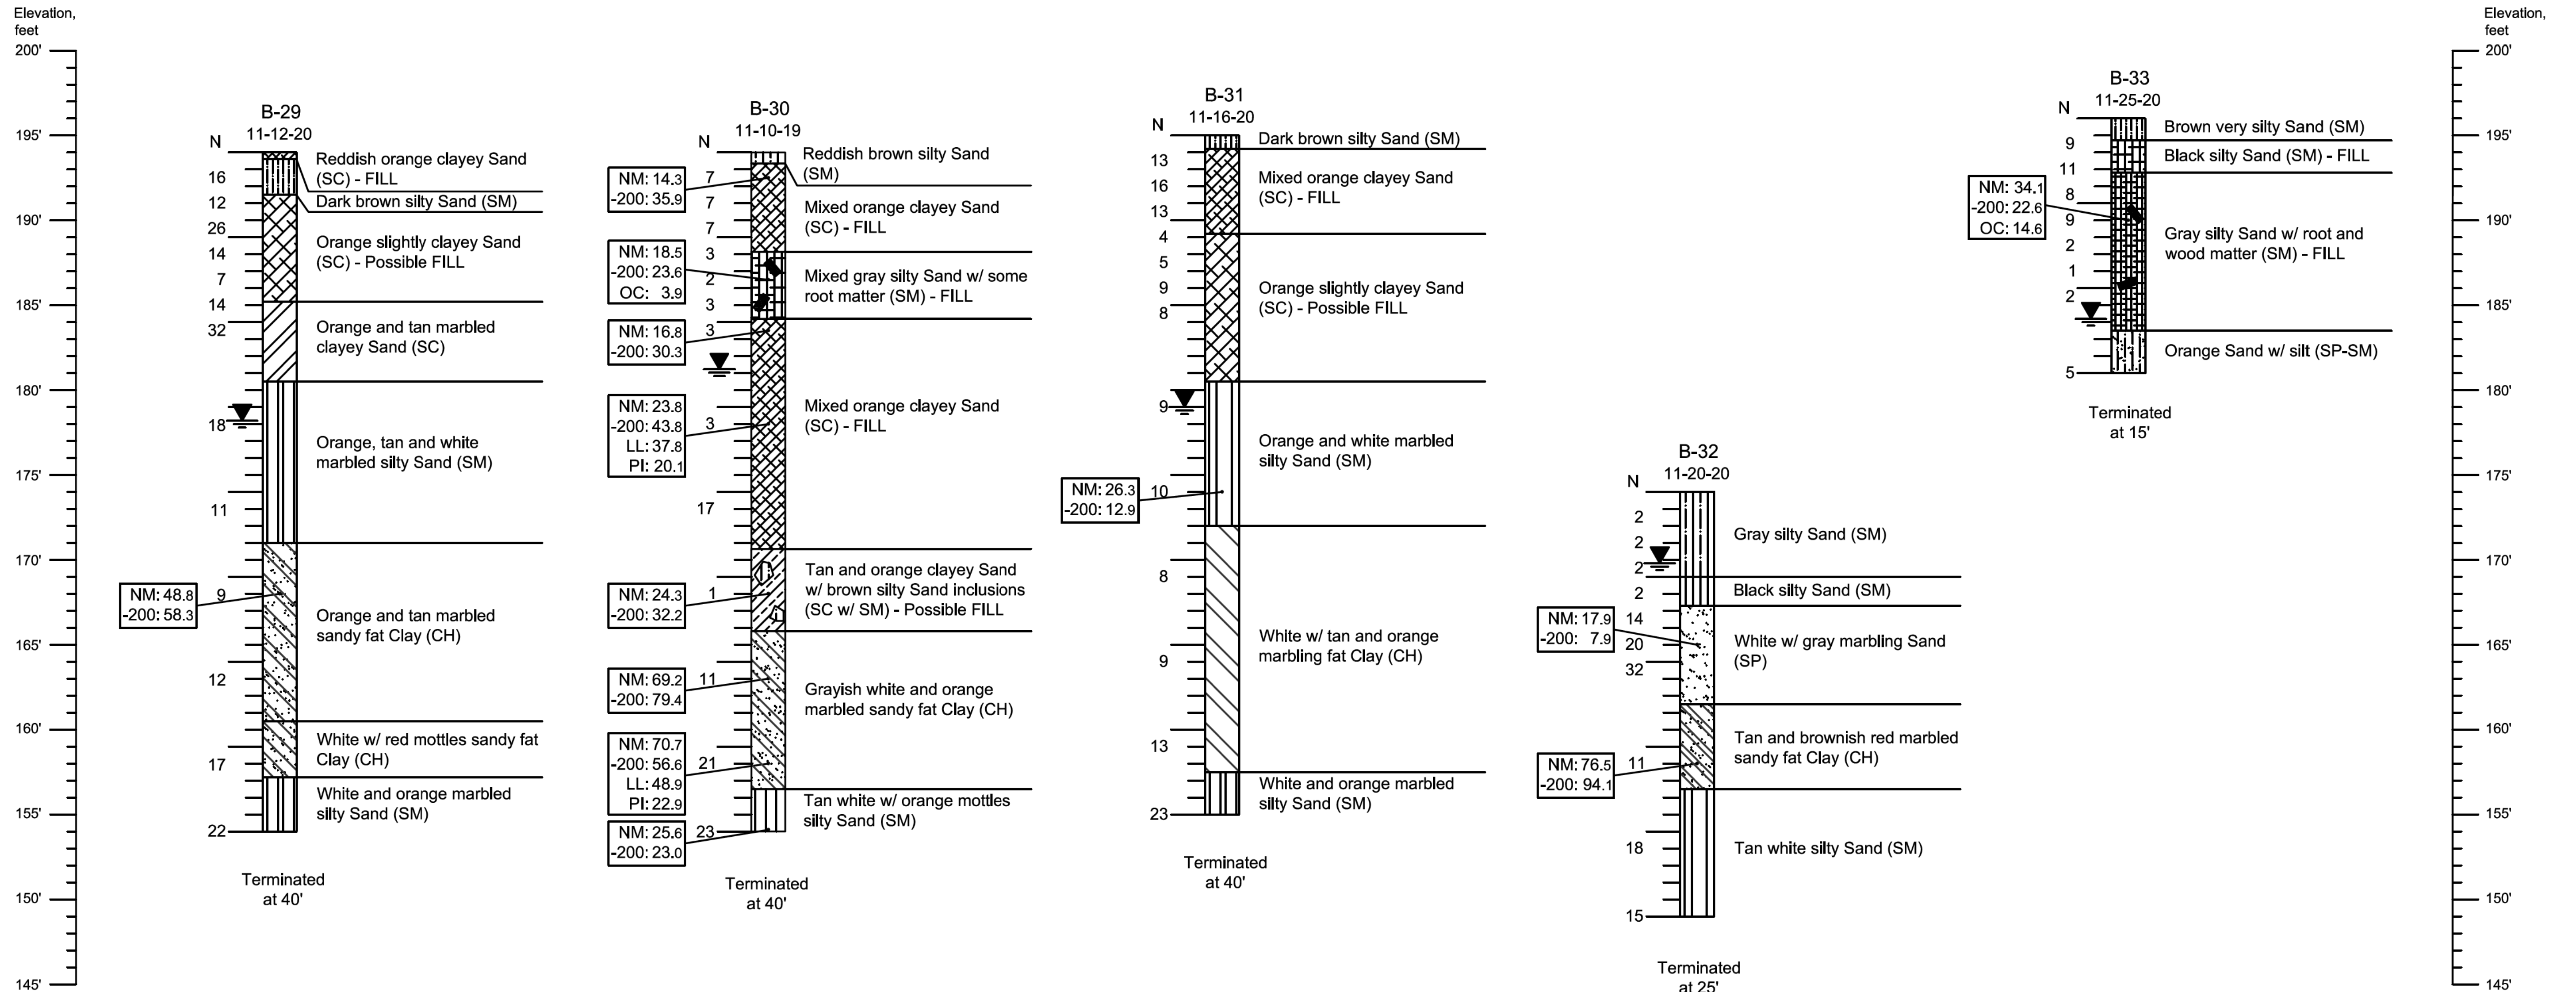 Elevation,
feet
200'
195'
190'
185'
180'
175'
170'
165'
160'
155'
150'
145'
B-29
11-12-20
N
16
12
26
14
7
14
32
18
11
9
12
17
22
Reddish orange clayey Sand
(SC) - FILL
Dark brown silty Sand (SM)
Orange slightly clayey Sand
(SC) - Possible FILL
Orange and tan marbled
clayey Sand (SC)
Orange, tan and white
marbled silty Sand (SM)
NM: 48.8
-200: 58.3
Orange and tan marbled
sandy fat Clay (CH)
White w/ red mottles sandy fat
Clay (CH)
White and orange marbled
silty Sand (SM)
Terminated
at 40'
B-30
11-10-19
N
7
7
7
3
2
3
3
3
17
1
11
21
23
NM: 14.3
-200: 35.9
NM: 18.5
-200: 23.6
OC: 3.9
NM: 16.8
-200: 30.3
NM: 23.8
-200: 43.8
LL: 37.8
PI: 20.1
NM: 24.3
-200: 32.2
NM: 69.2
-200: 79.4
NM: 70.7
-200: 56.6
LL: 48.9
PI: 22.9
NM: 25.6
-200: 23.0
Reddish brown silty Sand
(SM)
Mixed orange clayey Sand
(SC) - FILL
Mixed gray silty Sand w/ some
root matter (SM) - FILL
Mixed orange clayey Sand
(SC) - FILL
Tan and orange clayey Sand
w/ brown silty Sand inclusions
(SC w/ SM) - Possible FILL
Grayish white and orange
marbled sandy fat Clay (CH)
Tan white w/ orange mottles
silty Sand (SM)
Terminated
at 40'
B-31
11-16-20
N
13
16
13
4
5
9
8
9
10
8
9
13
23
NM: 26.3
-200: 12.9
Dark brown silty Sand (SM)
Mixed orange clayey Sand
(SC) - FILL
Orange slightly clayey Sand
(SC) - Possible FILL
Orange and white marbled
silty Sand (SM)
White w/ tan and orange
marbling fat Clay (CH)
White and orange marbled
silty Sand (SM)
Terminated
at 40'
B-32
11-20-20
N
2
2
2
2
14
20
32
11
18
15
NM: 17.9
-200: 7.9
NM: 76.5
-200: 94.1
Gray silty Sand (SM)
Black silty Sand (SM)
White w/ gray marbling Sand
(SP)
Tan and brownish red marbled
sandy fat Clay (CH)
Tan white silty Sand (SM)
Terminated
at 25'
B-33
11-25-20
N
9
11
8
9
2
1
2
5
NM: 34.1
-200: 22.6
OC: 14.6
Brown very silty Sand (SM)
Black silty Sand (SM) - FILL
Gray silty Sand w/ root and
wood matter (SM) - FILL
Orange Sand w/ silt (SP-SM)
Terminated
at 15'
Elevation,
feet
200'
195'
190'
185'
180'
175'
170'
165'
160'
155'
150'
145'